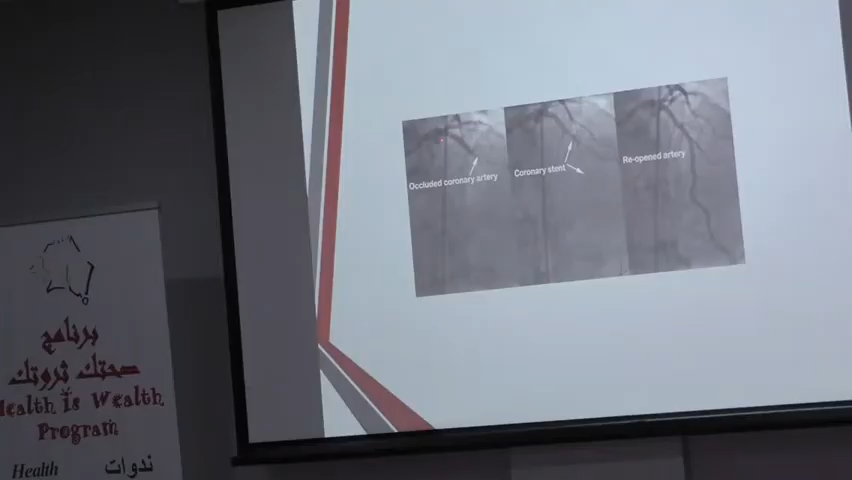 Occluded coronary artery
Coronary stent
Re-opened artery
برنامج
صحتك ثروتك
Health Is Wealth
Program
Health
ندوات